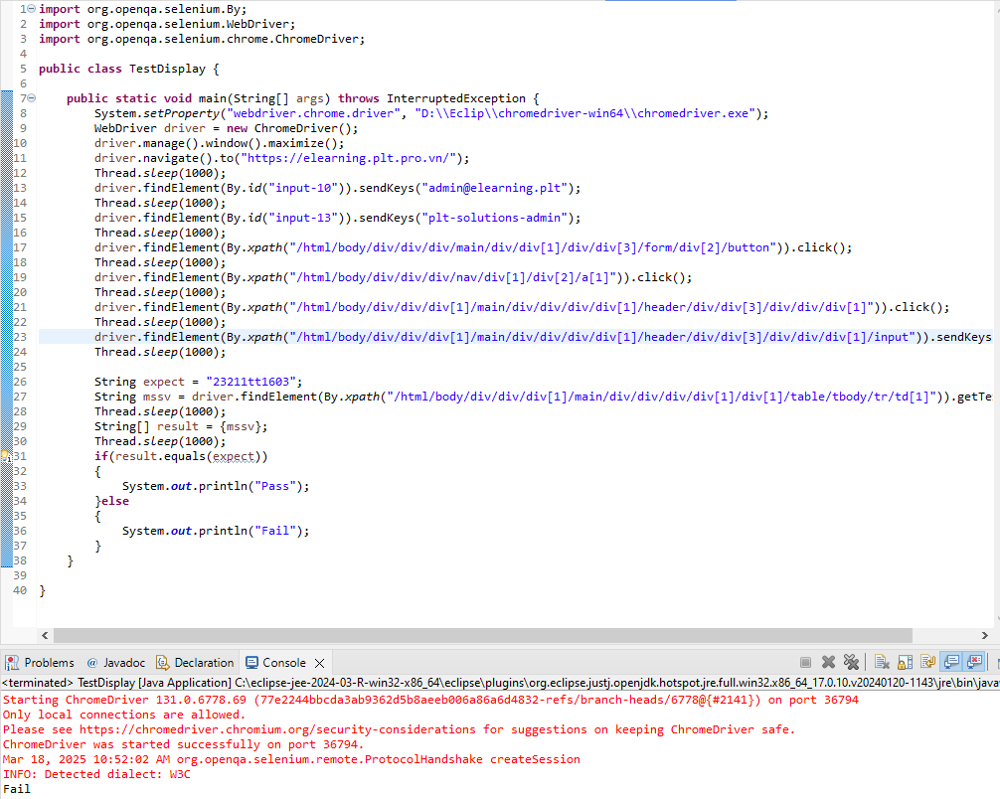 1 import org.openqa.selenium.By;
2 import org.openqa.selenium.WebDriver;
3 import org.openqa.selenium.chrome.ChromeDriver;
4
5 public class TestDisplay {
6
7 public static void main(String[] args) throws InterruptedException {
8 System.setProperty("webdriver.chrome.driver", "D:\\Eclip\\chromedriver-win64\\chromedriver.exe");
9 WebDriver driver = new ChromeDriver();
10 driver.manage().window().maximize();
11 driver.navigate().to("https://elearning.plt.pro.vn/");
12 Thread.sleep(1000);
13 driver.findElement(By.id("input-10")).sendKeys("admin@elearning.plt");
14 Thread.sleep(1000);
15 driver.findElement(By.id("input-13")).sendKeys("plt-solutions-admin");
16 Thread.sleep(1000);
17 driver.findElement(By.xpath("/html/body/div/div/div/main/div/div[1]/div/div[3]/form/div[2]/button")).click();
18 Thread.sleep(1000);
19 driver.findElement(By.xpath("/html/body/div/div/div/nav/div[1]/div[2]/a[1]")).click();
20 Thread.sleep(1000);
21 driver.findElement(By.xpath("/html/body/div/div/div[1]/main/div/div/div/div[1]/header/div/div[3]/div/div/div[1]")).click();
22 Thread.sleep(1000);
23 driver.findElement(By.xpath("/html/body/div/div/div[1]/main/div/div/div/div[1]/header/div/div[3]/div/div/div[1]/input")).sendKeys
24 Thread.sleep(1000);
25
26 String expect = "23211tt1603";
27 String mssv = driver.findElement(By.xpath("/html/body/div/div/div[1]/main/div/div/div/div[1]/div[1]/table/tbody/tr/td[1]")).getTe
28 Thread.sleep(1000);
29 String[] result = {mssv};
30 Thread.sleep(1000);
31 if(result.equals(expect))
32 {
33 System.out.println("Pass");
34 }else
35 {
36 System.out.println("Fail");
37 }
38 }
39
40 }
Problems @ Javadoc Declaration Console
<terminated> TestDisplay [Java Application] C:\eclipse-jee-2024-03-R-win32-x86_64\eclipse\plugins\org.eclipse.justj.openjdk.hotspot.jre.full.win32.x86_64_17.0.10.v20240120-1143\jre\bin\java
Starting ChromeDriver 131.0.6778.69 (77e2244bbcda3ab9362d5b8aeeb006a86a6d4832-refs/branch-heads/6778@{#2141}) on port 36794
Only local connections are allowed.
Please see https://chromedriver.chromium.org/security-considerations for suggestions on keeping ChromeDriver safe.
ChromeDriver was started successfully on port 36794.
Mar 18, 2025 10:52:02 AM org.openqa.selenium.remote.ProtocolHandshake createSession
INFO: Detected dialect: W3C
Fail